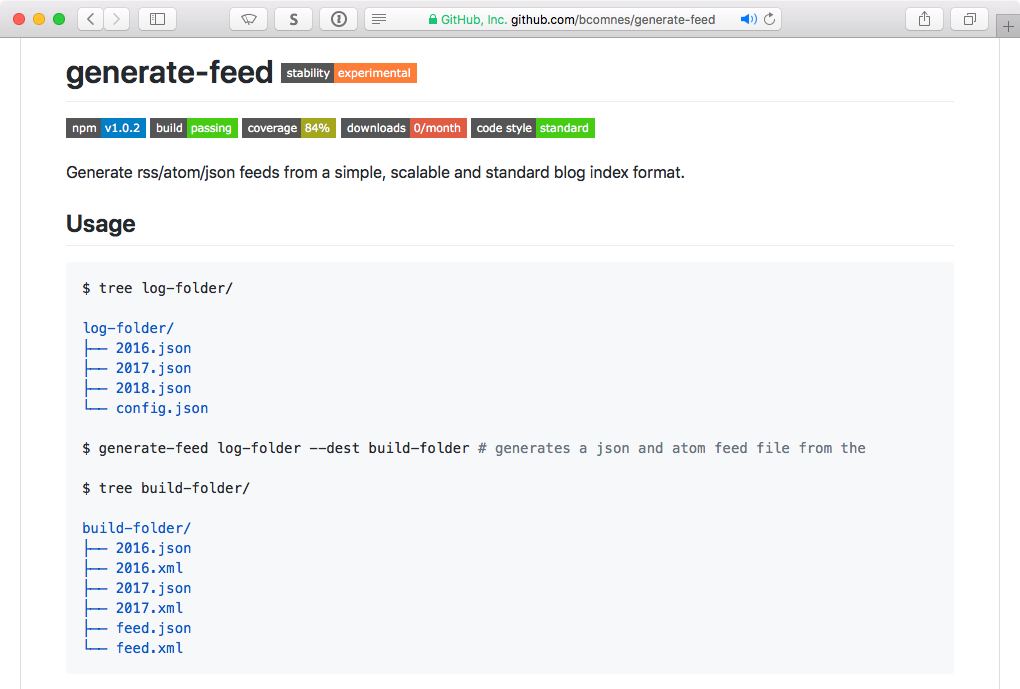 S
GitHub, Inc. github.com/bcomnes/generate-feed
generate-feed stability experimental
npm v1.0.2 build passing coverage 84% downloads 0/month code style standard
Generate rss/atom/json feeds from a simple, scalable and standard blog index format.
Usage
$ tree log-folder/
log-folder/
├── 2016.json
├── 2017.json
├── 2018.json
└── config.json
$ generate-feed log-folder --dest build-folder # generates a json and atom feed file from the
$ tree build-folder/
build-folder/
├── 2016.json
├── 2016.xml
├── 2017.json
├── 2017.xml
├── feed.json
└── feed.xml